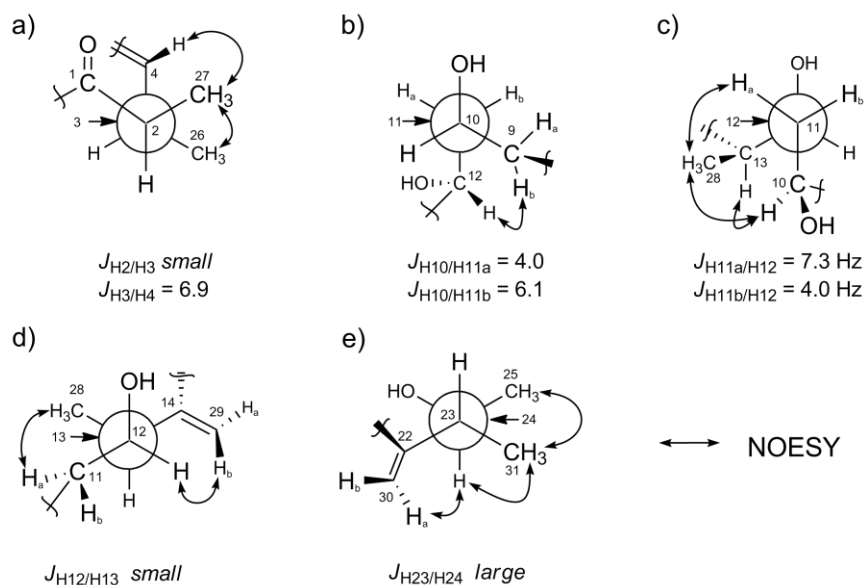 a)
O
H
4
1
C
27
CH3
3
2
26
H
CH3
H
JH2/H3 small
JH3/H4 = 6.9
b)
OH
Ha
Hb
11
10
9
Ha
H
C
12
HO
C
Hb
H
JH10/H11a = 4.0
JH10/H11b = 6.1
c)
OH
Ha
Hb
12
11
H3C
C
H
28
13
10
H
C
H
OH
JH11a/H12 = 7.3 Hz
JH11b/H12 = 4.0 Hz
d)
28
OH
14
H3C
29
Ha
13
12
Ha
C
H
Hb
11
Hb
H
JH12/H13 small
e)
H
25
HO
CH3
23
24
22
CH3
31
Hb
H
30
Ha
JH23/H24 large
NOESY